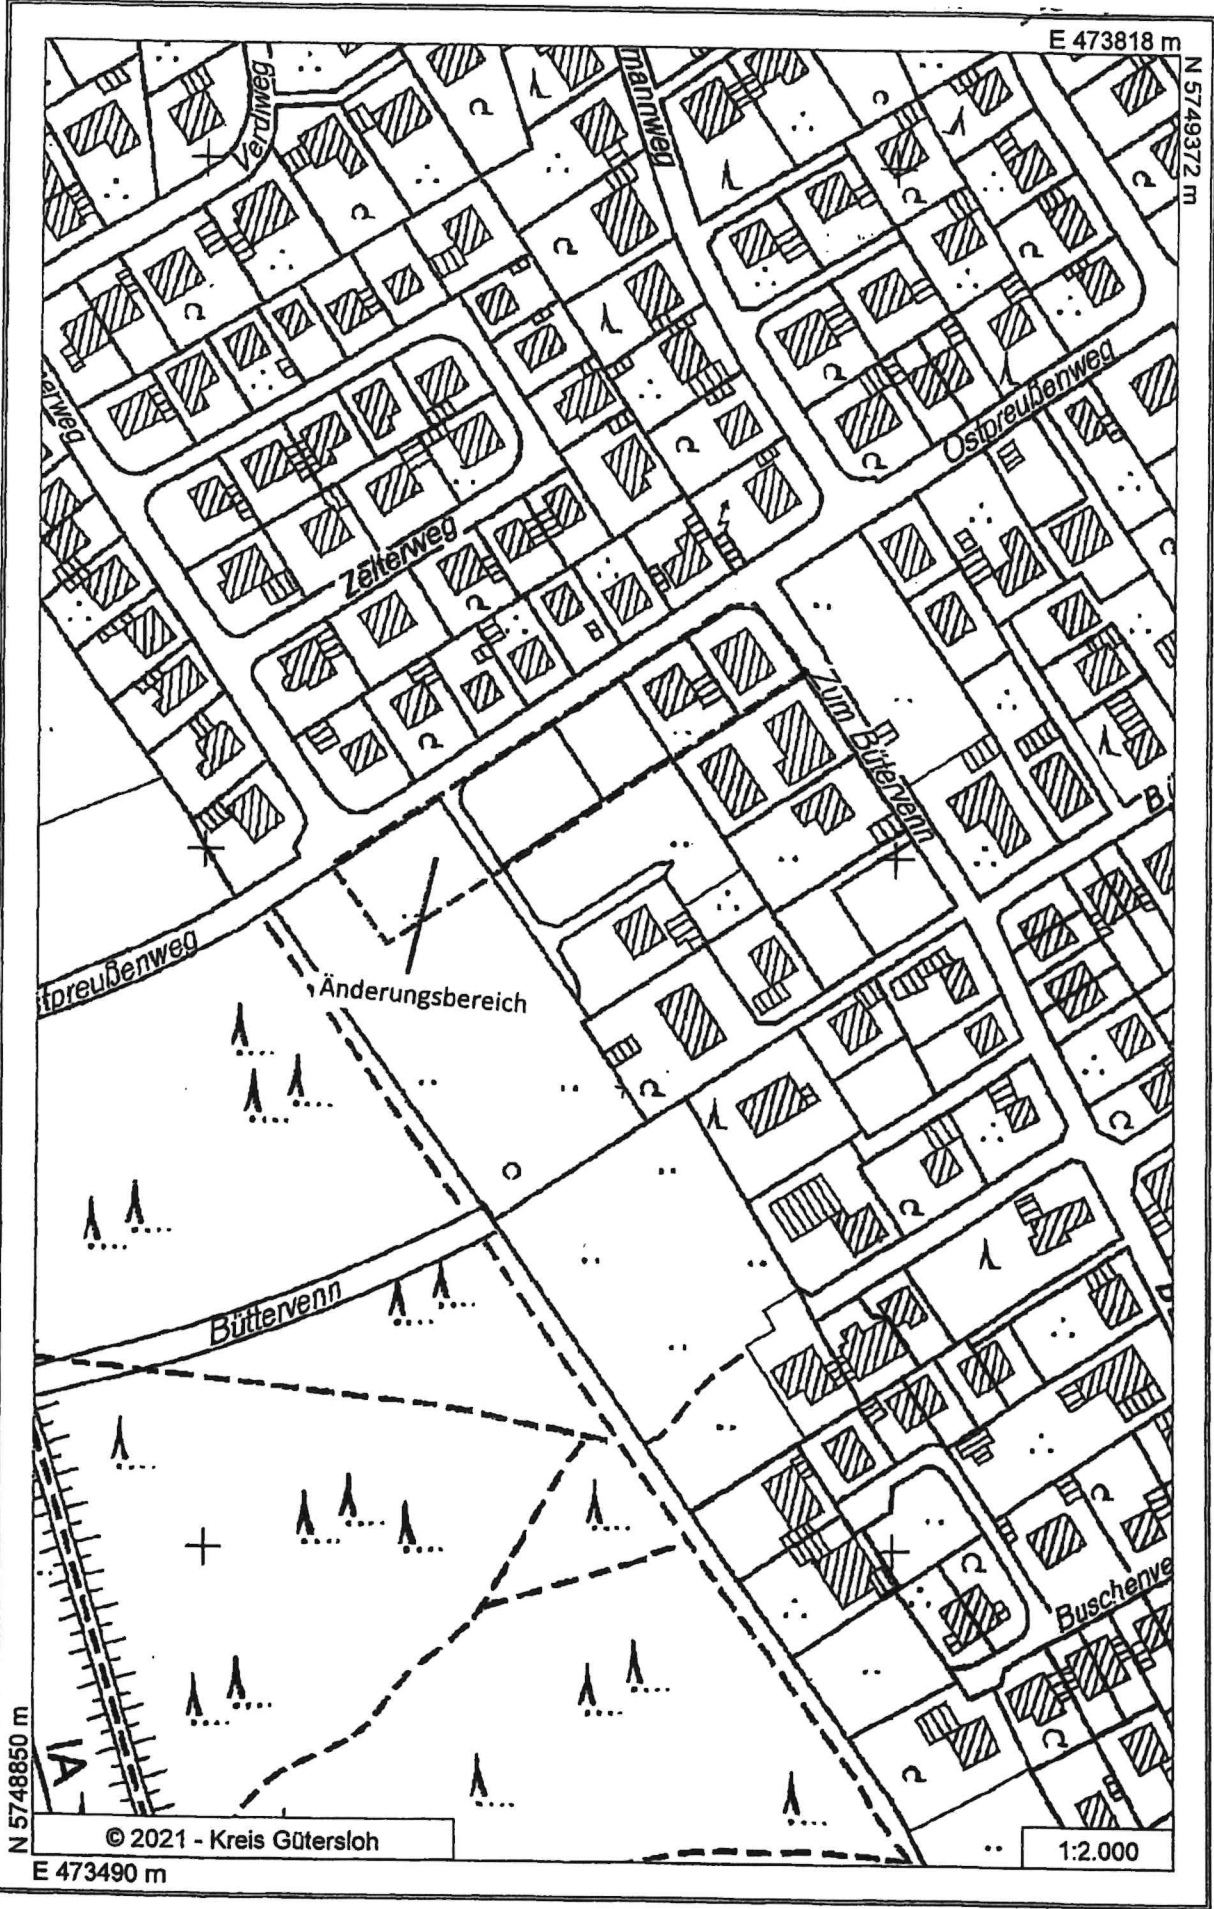 E 473818 m
N 5749372 m
Verdiweg
mannweg
erweg
Ostpreußenweg
Zelterweg
Zum Bütervenn
Bü
stpreußenweg
Änderungsbereich
Büttervenn
Buschenve
N 5748850 m
© 2021 - Kreis Gütersloh
1:2.000
E 473490 m